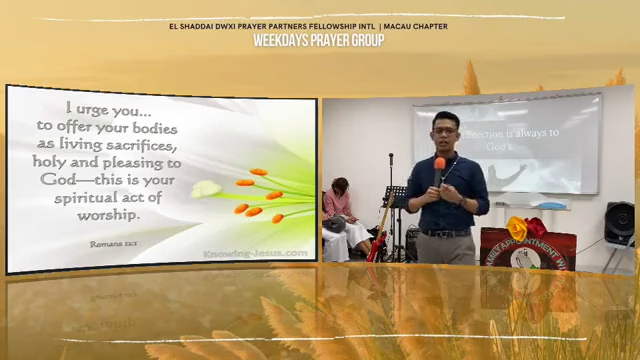 EL SHADDAI DWXI PRAYER PARTNERS FELLOWSHIP INTL | MACAU CHAPTER
WEEKDAYS PRAYER GROUP
I urge you...
to offer your bodies
as living sacrifices,
holy and pleasing to
God—this is your
spiritual act of
worship.
Romans 12:1
Knowing-Jesus.com
is always to
God's
FAMILY APPOINTMENT